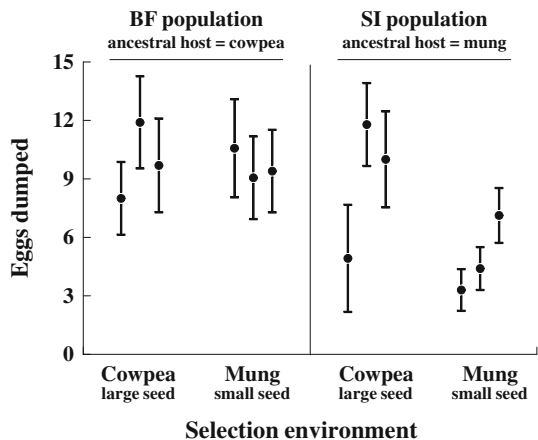 BF population
ancestral host = cowpea
SI population
ancestral host = mung
Eggs dumped
15
12
9
6
3
0
Cowpea
large seed
Mung
small seed
Cowpea
large seed
Mung
small seed
Selection environment